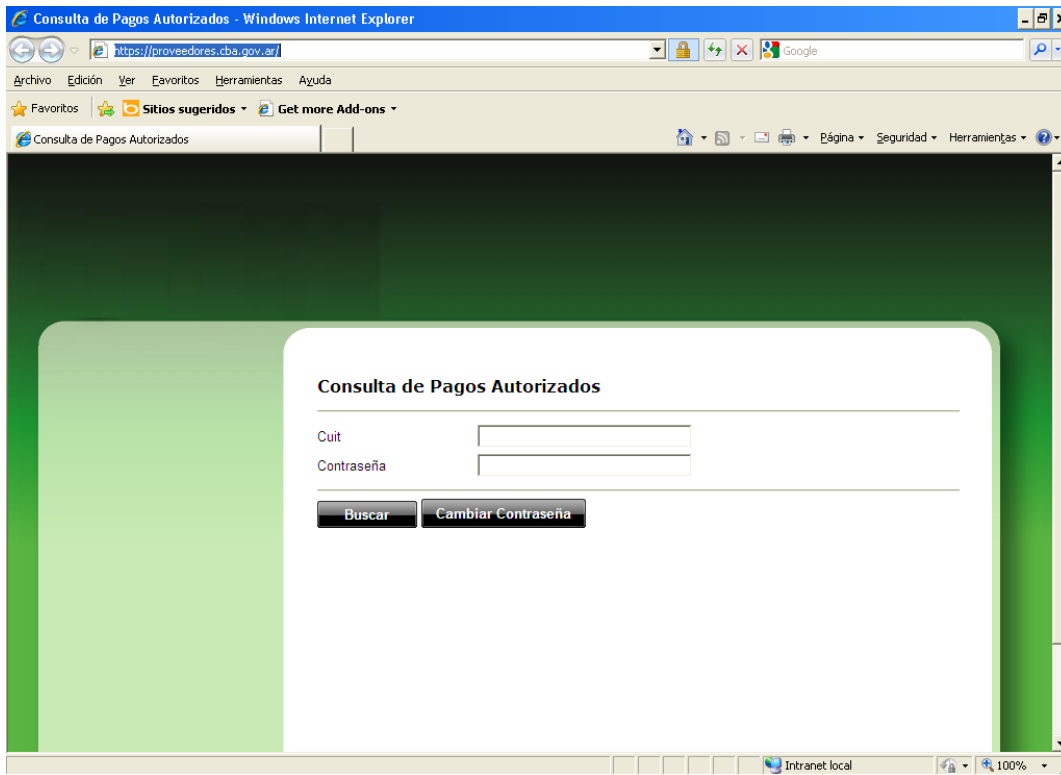 Consulta de Pagos Autorizados - Windows Internet Explorer
https://proveedores.cba.gov.ar/
Google
Archivo Edición Ver Favoritos Herramientas Ayuda
Favoritos Sitios sugeridos Get more Add-ons
Consulta de Pagos Autorizados Página Seguridad Herramientas
Consulta de Pagos Autorizados
Cuit
Contraseña
Buscar Cambiar Contraseña
Intranet local 100%